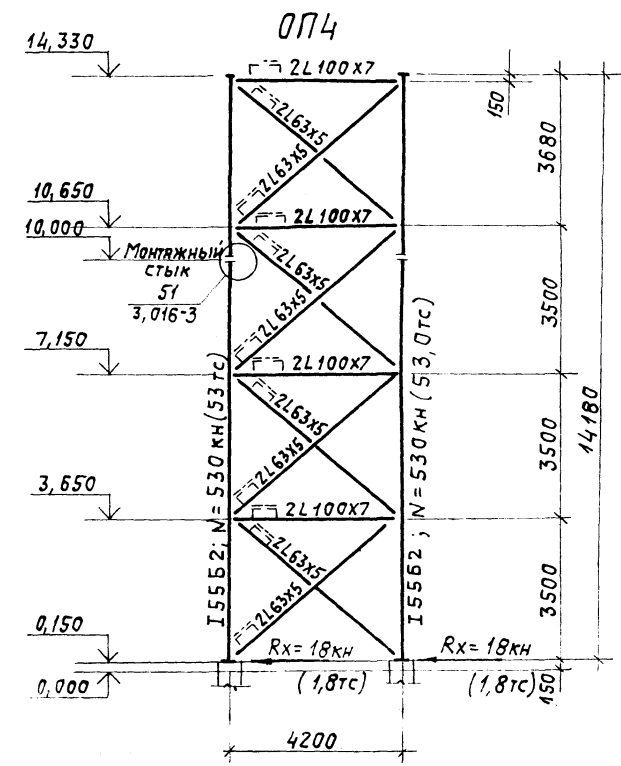 ОП4
14,330
2L100X7
150
2L63X5
3680
2L63X5
10,650
2L100X7
10,000
Монтажный
стык
51
3,016-3
2L63X5
3500
2L63X5
7,150
2L100X7
I55Б2; N=530кн(53тс)
I55Б2; N=530кн(53,0тс)
14180
2L63X5
3500
2L63X5
3,650
2L100X7
2L63X5
3500
2L63X5
0,150
Rx=18кн
Rx=18кн
0,000
(1,8тс)
(1,8тс)
150
4200